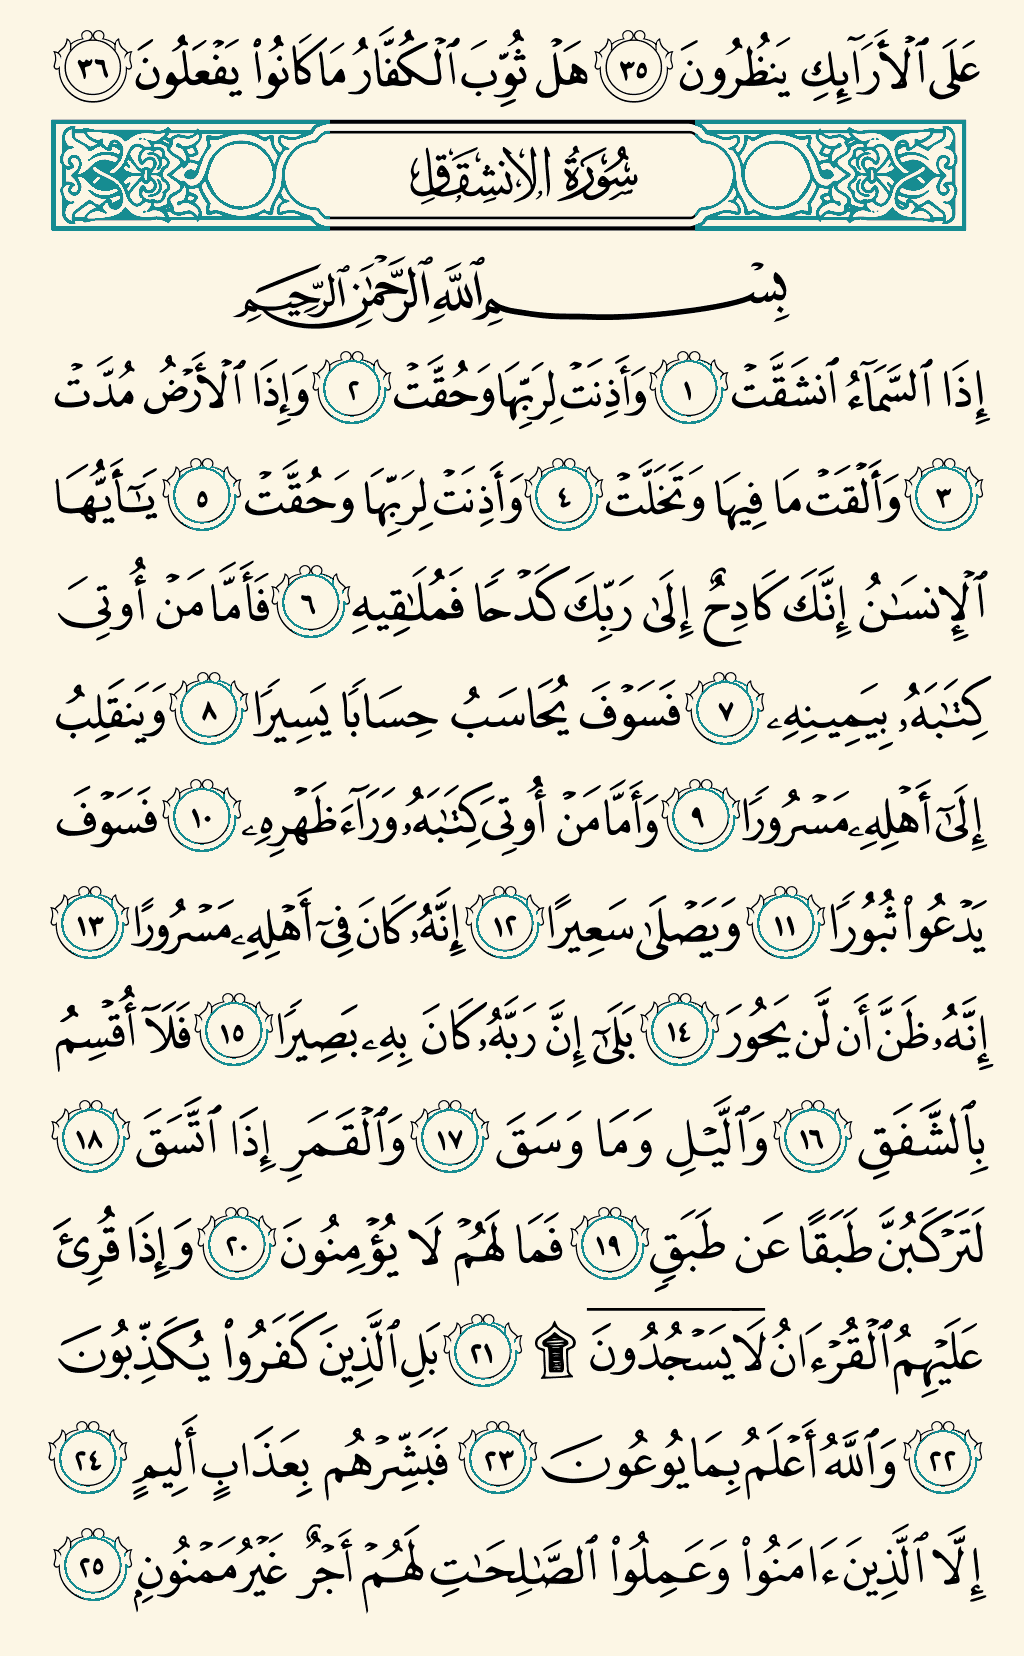 عَلَى ٱلْأَرَآئِكِ يَنظُرُونَ ٣٥ هَلْ ثُوِّبَ ٱلْكُفَّارُ مَا كَانُوا۟ يَفْعَلُونَ ٣٦
سُورَةُ الانشِقَاقِ
بِسْمِ ٱللَّهِ ٱلرَّحْمَٰنِ ٱلرَّحِيمِ
إِذَا ٱلسَّمَآءُ ٱنشَقَّتْ ١ وَأَذِنَتْ لِرَبِّهَا وَحُقَّتْ ٢ وَإِذَا ٱلْأَرْضُ مُدَّتْ
٣ وَأَلْقَتْ مَا فِيهَا وَتَخَلَّتْ ٤ وَأَذِنَتْ لِرَبِّهَا وَحُقَّتْ ٥ يَٰٓأَيُّهَا
ٱلْإِنسَٰنُ إِنَّكَ كَادِحٌ إِلَىٰ رَبِّكَ كَدْحًا فَمُلَٰقِيهِ ٦ فَأَمَّا مَنْ أُوتِىَ
كِتَٰبَهُۥ بِيَمِينِهِۦ ٧ فَسَوْفَ يُحَاسَبُ حِسَابًا يَسِيرًا ٨ وَيَنقَلِبُ
إِلَىٰٓ أَهْلِهِۦ مَسْرُورًا ٩ وَأَمَّا مَنْ أُوتِىَ كِتَٰبَهُۥ وَرَآءَ ظَهْرِهِۦ ١٠ فَسَوْفَ
يَدْعُوا۟ ثُبُورًا ١١ وَيَصْلَىٰ سَعِيرًا ١٢ إِنَّهُۥ كَانَ فِىٓ أَهْلِهِۦ مَسْرُورًا ١٣
إِنَّهُۥ ظَنَّ أَن لَّن يَحُورَ ١٤ بَلَىٰٓ إِنَّ رَبَّهُۥ كَانَ بِهِۦ بَصِيرًا ١٥ فَلَآ أُقْسِمُ
بِٱلشَّفَقِ ١٦ وَٱلَّيْلِ وَمَا وَسَقَ ١٧ وَٱلْقَمَرِ إِذَا ٱتَّسَقَ ١٨
لَتَرْكَبُنَّ طَبَقًا عَن طَبَقٍ ١٩ فَمَا لَهُمْ لَا يُؤْمِنُونَ ٢٠ وَإِذَا قُرِئَ
عَلَيْهِمُ ٱلْقُرْءَانُ لَا يَسْجُدُونَ ۩ ٢١ بَلِ ٱلَّذِينَ كَفَرُوا۟ يُكَذِّبُونَ
٢٢ وَٱللَّهُ أَعْلَمُ بِمَا يُوعُونَ ٢٣ فَبَشِّرْهُم بِعَذَابٍ أَلِيمٍ ٢٤
إِلَّا ٱلَّذِينَ ءَامَنُوا۟ وَعَمِلُوا۟ ٱلصَّٰلِحَٰتِ لَهُمْ أَجْرٌ غَيْرُ مَمْنُونٍۭ ٢٥